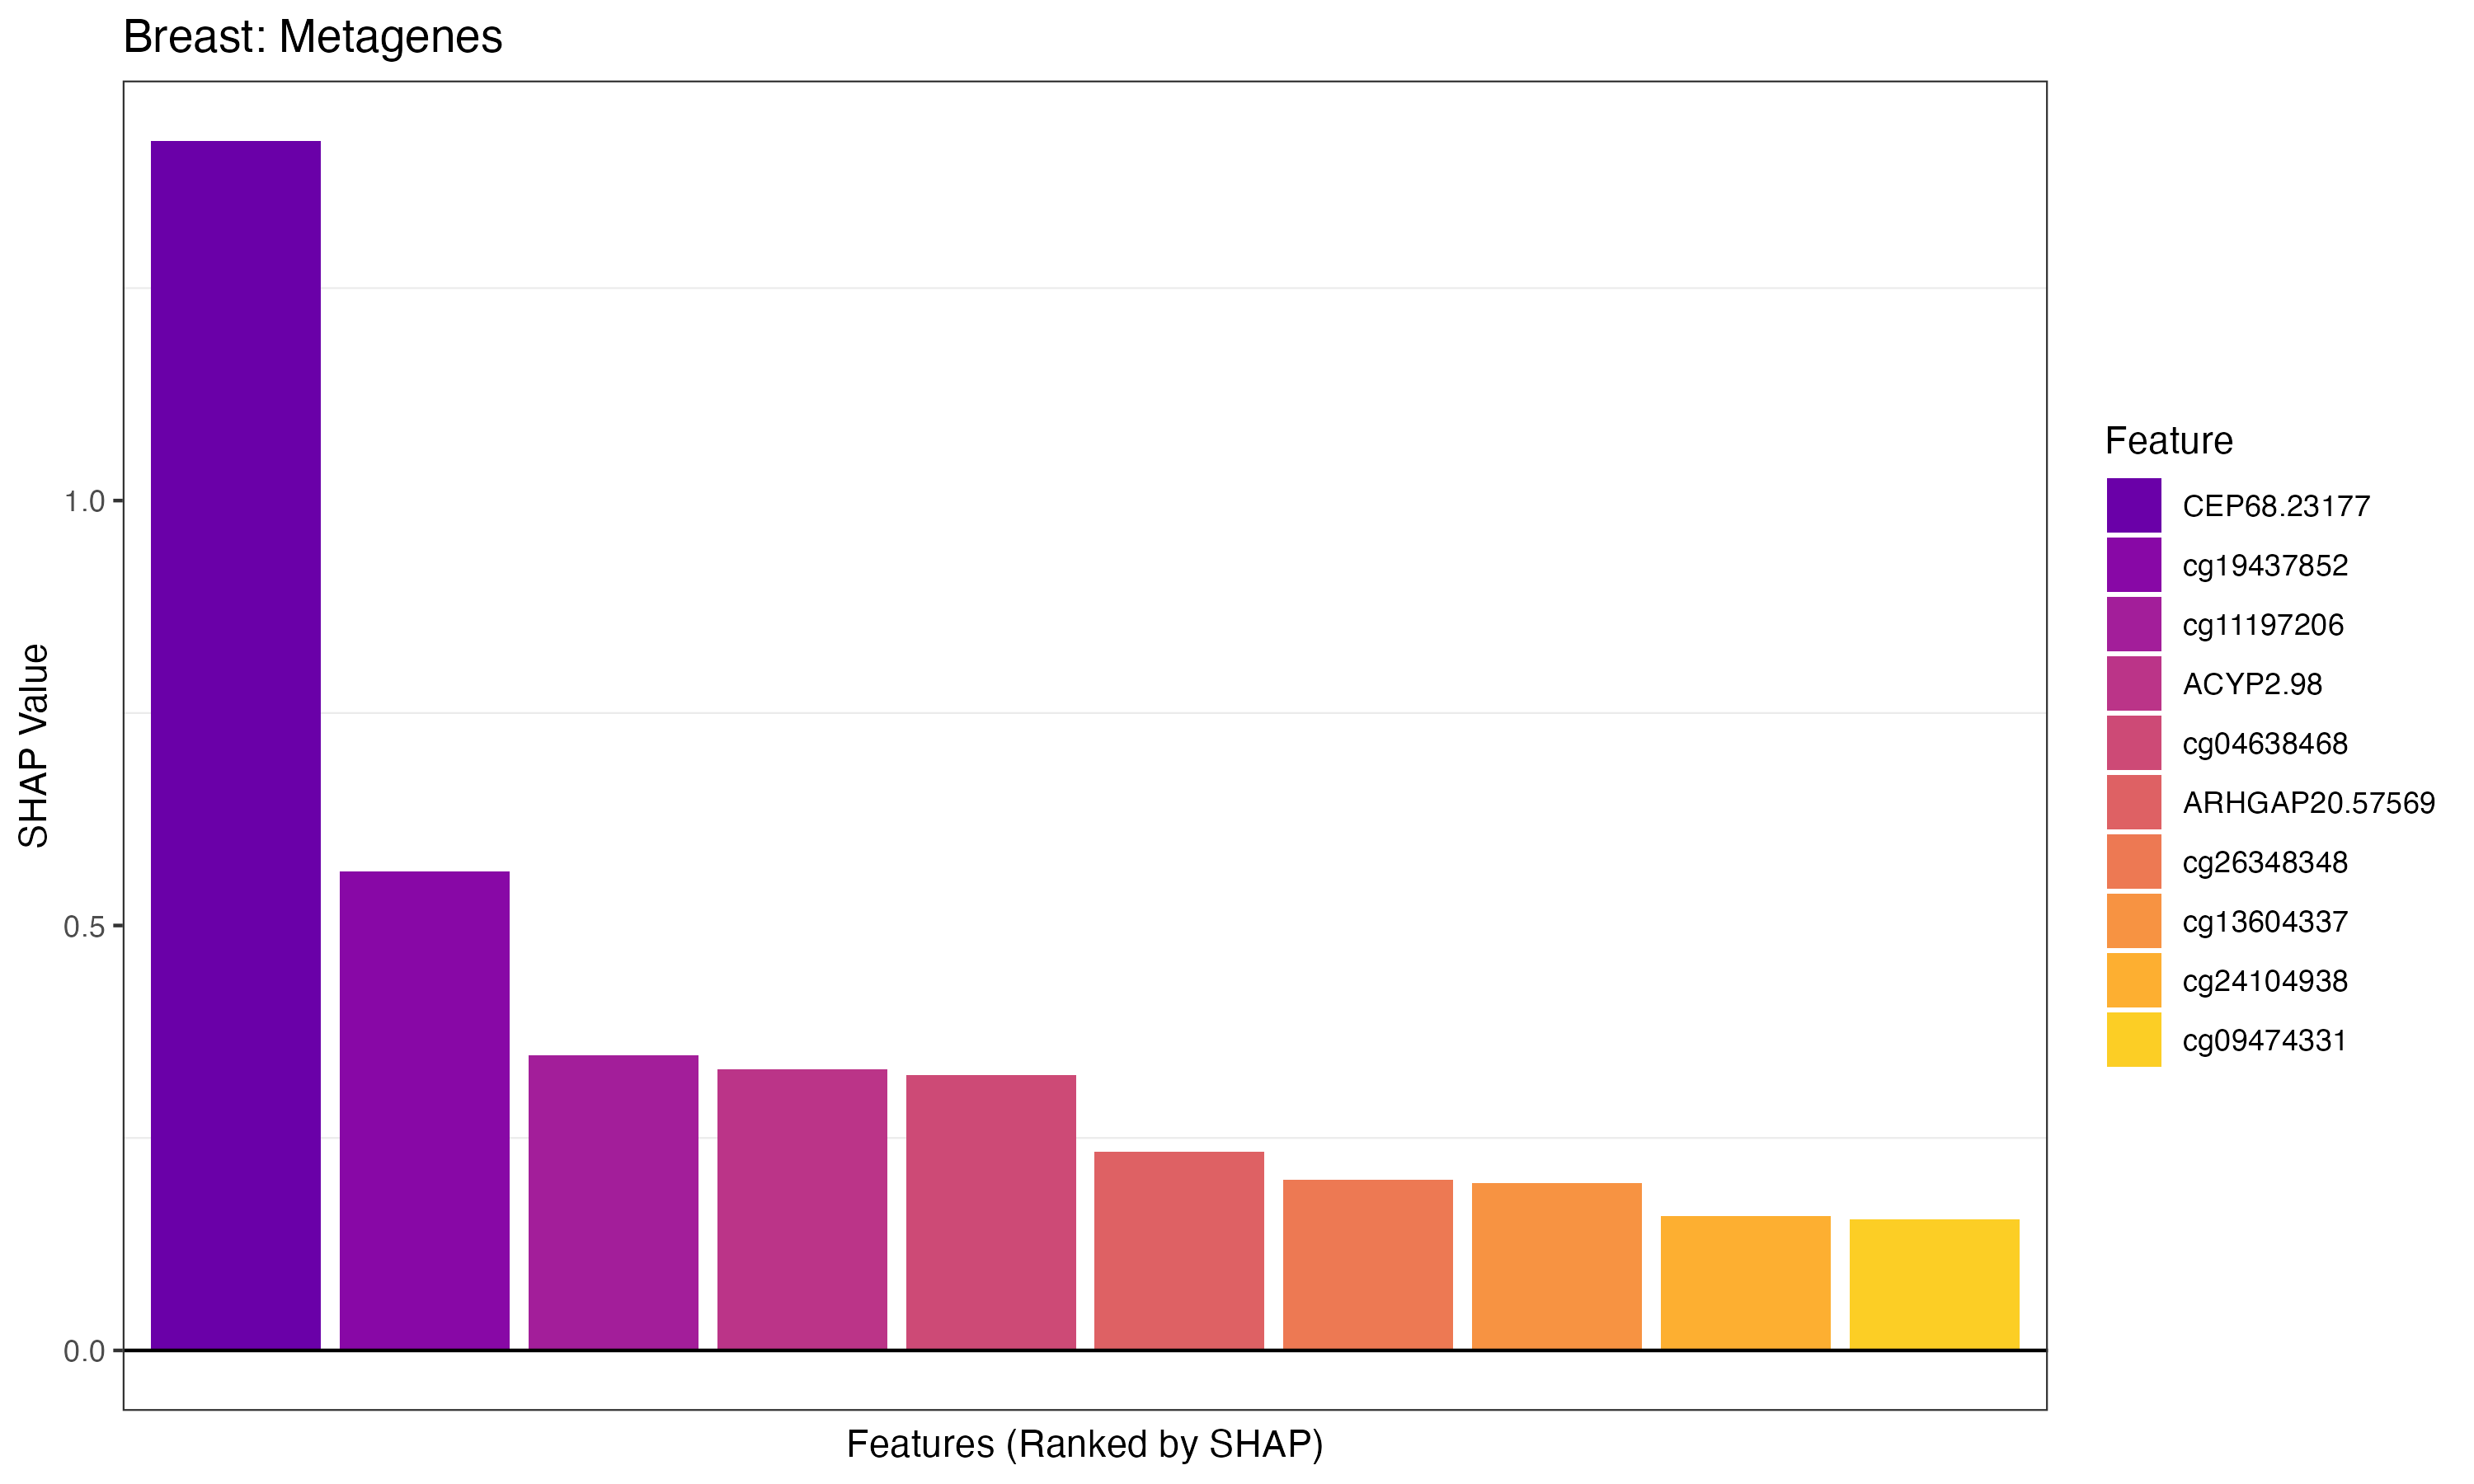 Breast: Metagenes
SHAP Value
1.0
0.5
0.0
Features (Ranked by SHAP)
Feature
CEP68.23177
cg19437852
cg11197206
ACYP2.98
cg04638468
ARHGAP20.57569
cg26348348
cg13604337
cg24104938
cg09474331